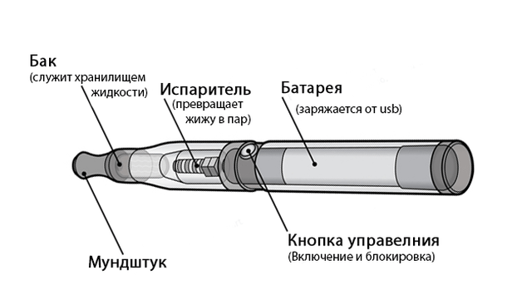 Бак
(служит хранилищем
жидкости)
Испаритель
(превращает
жижу в пар)
Батарея
(заряжается от usb)
Мундштук
Кнопка управелния
(Включение и блокировка)